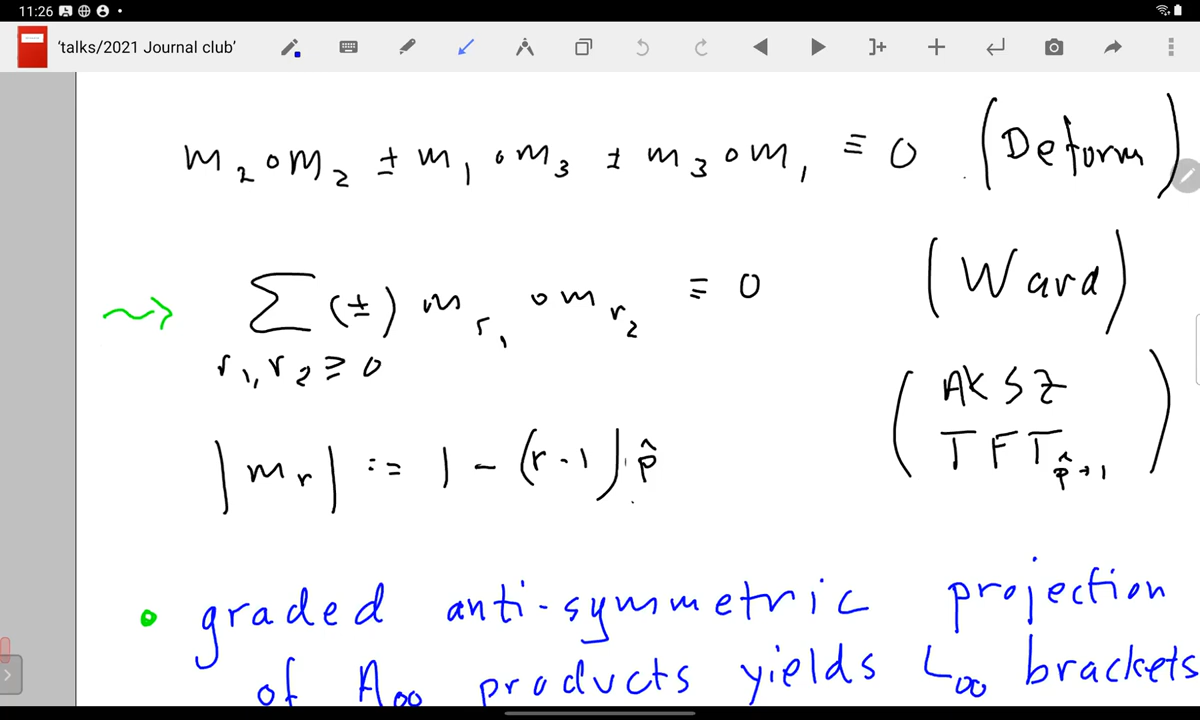 11:26
‘talks/2021 Journal club’
m₂∘m₂ ± m₁∘m₃ ± m₃∘m₁ ≡ 0 (Deform)
⇝ ∑ (±) m_{r₁} ∘ m_{r₂} ≡ 0 (Ward)
r₁, r₂ ≥ 0
(AKSZ
|m_r| := 1 - (r-1)·p̂ TFT_{p̂+1})
• graded anti-symmetric projection
of A∞ products yields L∞ brackets